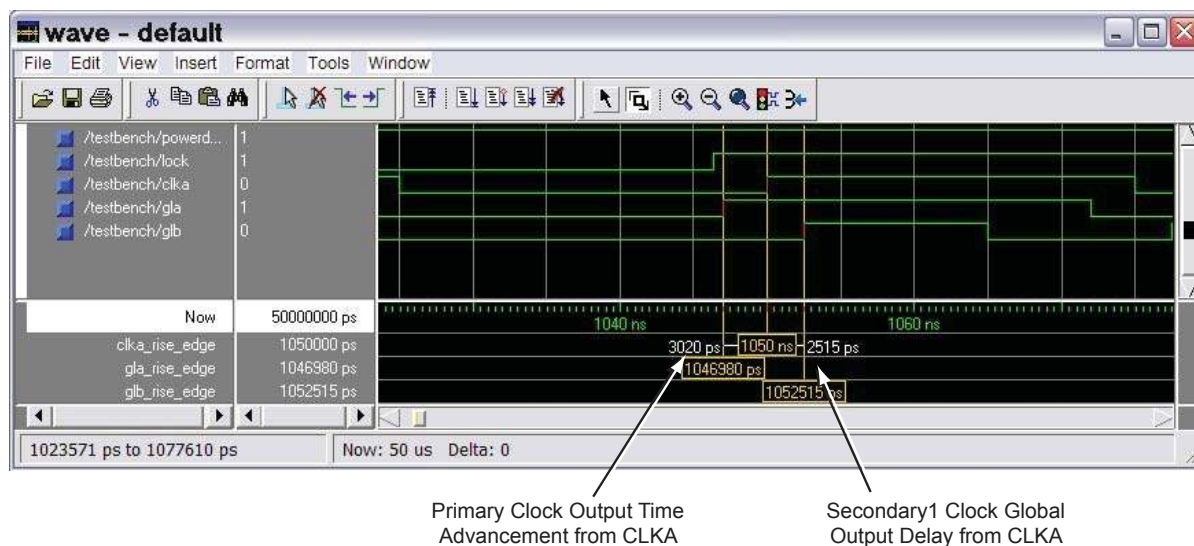 wave - default
File Edit View Insert Format Tools Window
/testbench/powerd... 1
/testbench/lock 1
/testbench/clka 0
/testbench/gla 1
/testbench/glb 0
Now 50000000 ps 1040 ns 1060 ns
clka_rise_edge 1050000 ps 3020 ps 1050 ns 2515 ps
gla_rise_edge 1046980 ps 1046980 ps
glb_rise_edge 1052515 ps 1052515 ps
1023571 ps to 1077610 ps Now: 50 us Delta: 0
Primary Clock Output Time
Advancement from CLKA
Secondary1 Clock Global
Output Delay from CLKA